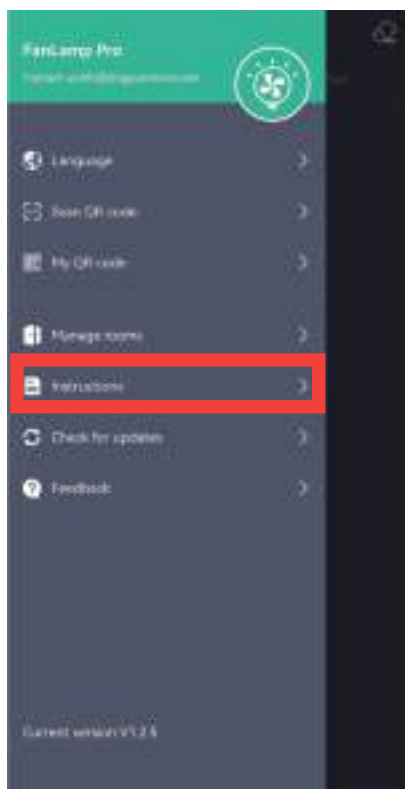 FanLamp Pro
Language
Scan QR code
My QR code
Manage rooms
Instructions
Check for updates
Feedback
Current version V1.2.5